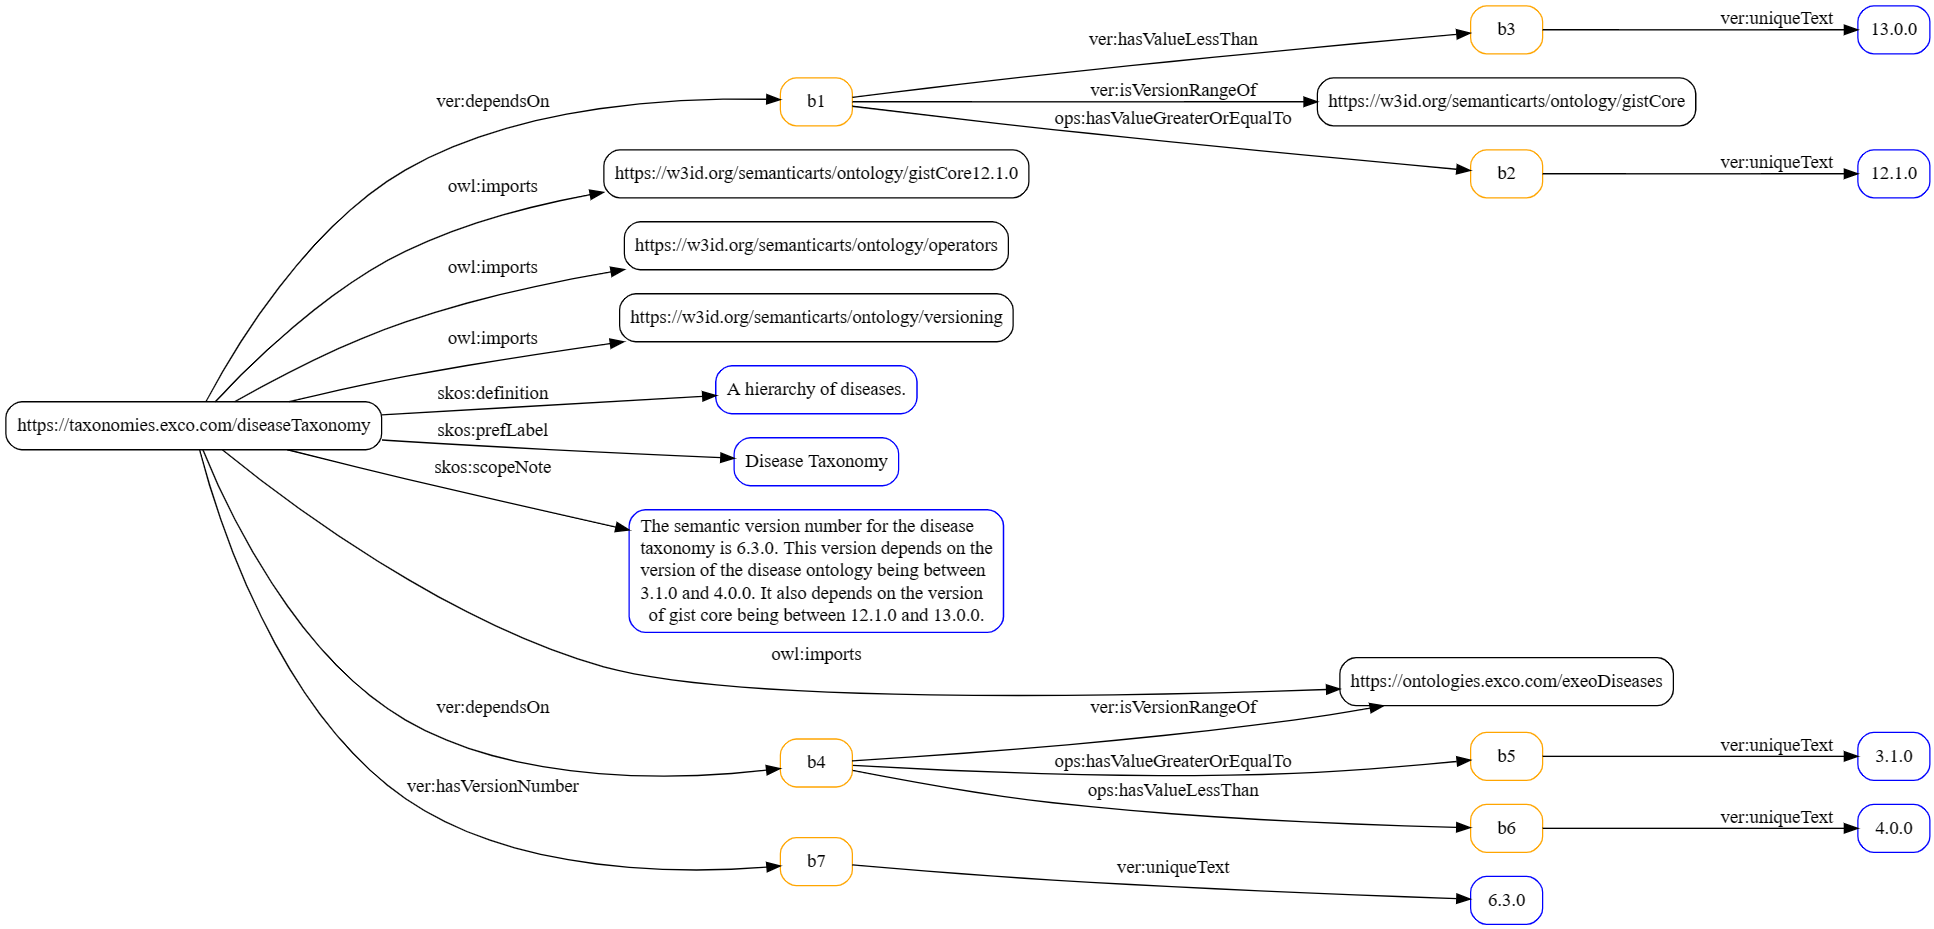 b3
ver:uniqueText
13.0.0
ver:hasValueLessThan
ver:dependsOn
b1
ver:isVersionRangeOf
https://w3id.org/semanticarts/ontology/gistCore
ops:hasValueGreaterOrEqualTo
b2
ver:uniqueText
12.1.0
owl:imports
https://w3id.org/semanticarts/ontology/gistCore12.1.0
owl:imports
https://w3id.org/semanticarts/ontology/operators
owl:imports
https://w3id.org/semanticarts/ontology/versioning
https://taxonomies.exco.com/diseaseTaxonomy
skos:definition
A hierarchy of diseases.
skos:prefLabel
Disease Taxonomy
skos:scopeNote
The semantic version number for the disease
taxonomy is 6.3.0. This version depends on the
version of the disease ontology being between
3.1.0 and 4.0.0. It also depends on the version
of gist core being between 12.1.0 and 13.0.0.
owl:imports
https://ontologies.exco.com/exeoDiseases
ver:dependsOn
b4
ver:isVersionRangeOf
ops:hasValueGreaterOrEqualTo
b5
ver:uniqueText
3.1.0
ops:hasValueLessThan
b6
ver:uniqueText
4.0.0
ver:hasVersionNumber
b7
ver:uniqueText
6.3.0